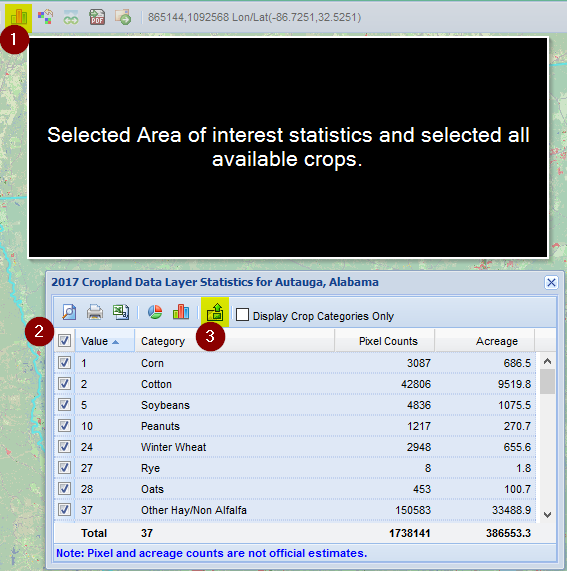 865144,1092568 Lon/Lat(-86.7251,32.5251)
1
Selected Area of interest statistics and selected all
available crops.
2017 Cropland Data Layer Statistics for Autauga, Alabama
PDF
Display Crop Categories Only
2
3
Value Category Pixel Counts Acreage
1 Corn 3087 686.5
2 Cotton 42806 9519.8
5 Soybeans 4836 1075.5
10 Peanuts 1217 270.7
24 Winter Wheat 2948 655.6
27 Rye 8 1.8
28 Oats 453 100.7
37 Other Hay/Non Alfalfa 150583 33488.9
Total 37 1738141 386553.3
Note: Pixel and acreage counts are not official estimates.